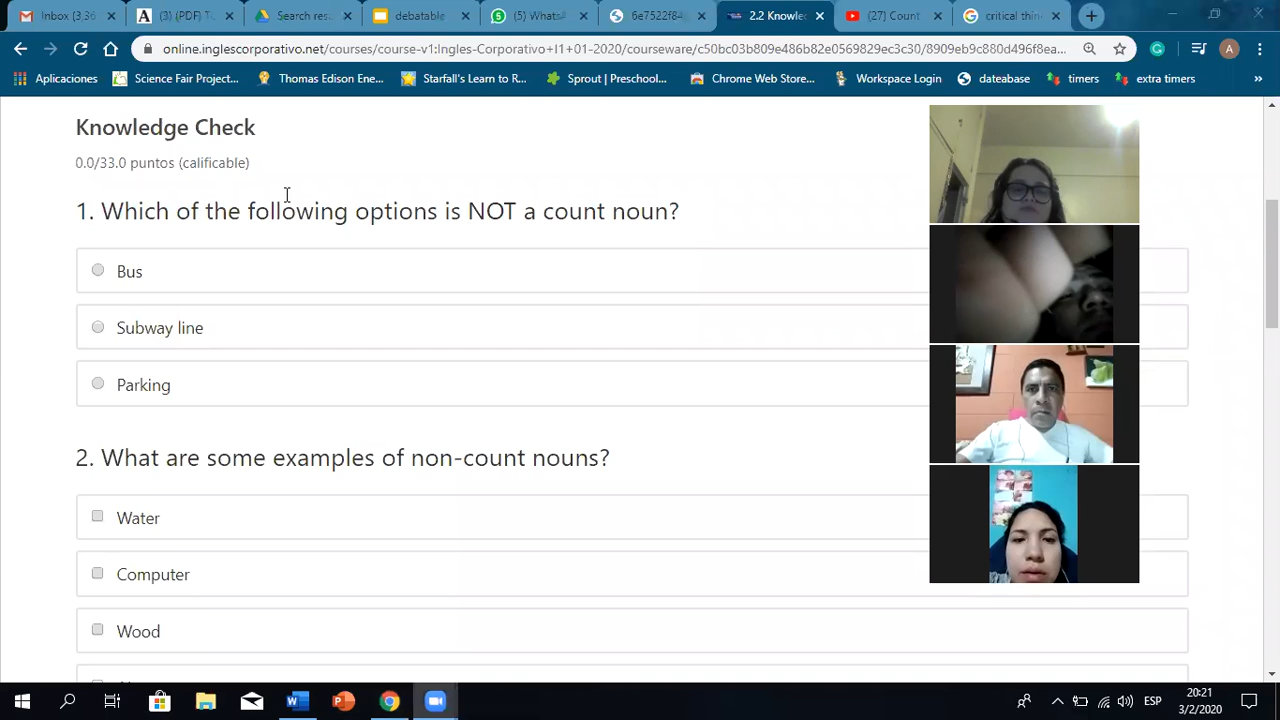 Inbox (3,36
(3) (PDF) T
Search res
debatable
(5) Whats
6e7522f84
2.2 Knowle
(27) Count
critical thin
online.inglescorporativo.net/courses/course-v1:Ingles-Corporativo+I1+01-2020/courseware/c50bc03b809e486b82e0569829ec3c30/8909eb9c880d496f8ea...
A
Aplicaciones
Science Fair Project...
Thomas Edison Ene...
Starfall's Learn to R...
Sprout | Preschool...
Chrome Web Store...
Workspace Login
dateabase
timers
extra timers
»
Knowledge Check
0.0/33.0 puntos (calificable)
1. Which of the following options is NOT a count noun?
Bus
Subway line
Parking
2. What are some examples of non-count nouns?
Water
Computer
Wood
ESP
20:21
3/2/2020